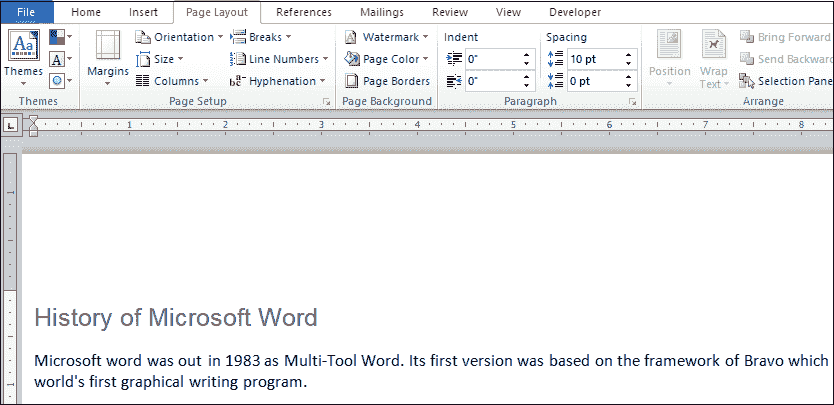 File Home Insert Page Layout References Mailings Review View Developer
Orientation Breaks Watermark Indent Spacing Bring Forward
Aa Size A Line Numbers Page Color 0" 10 pt Send Backward
Themes Margins Columns Hyphenation Page Borders 0" 0 pt Position Wrap Text Selection Pane
Themes Page Setup Page Background Paragraph Arrange
L 1 2 3 4 5 6 7 8
History of Microsoft Word
Microsoft word was out in 1983 as Multi-Tool Word. Its first version was based on the framework of Bravo which
world's first graphical writing program.